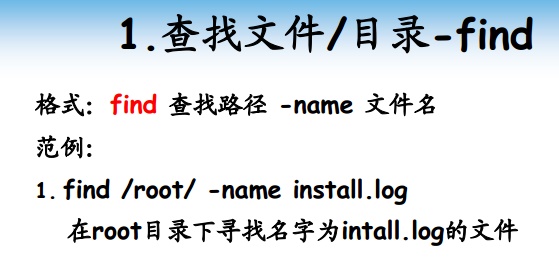 1.查找文件/目录-find
格式: find 查找路径 -name 文件名
范例:
1. find /root/ -name install.log
在root目录下寻找名字为intall.log的文件